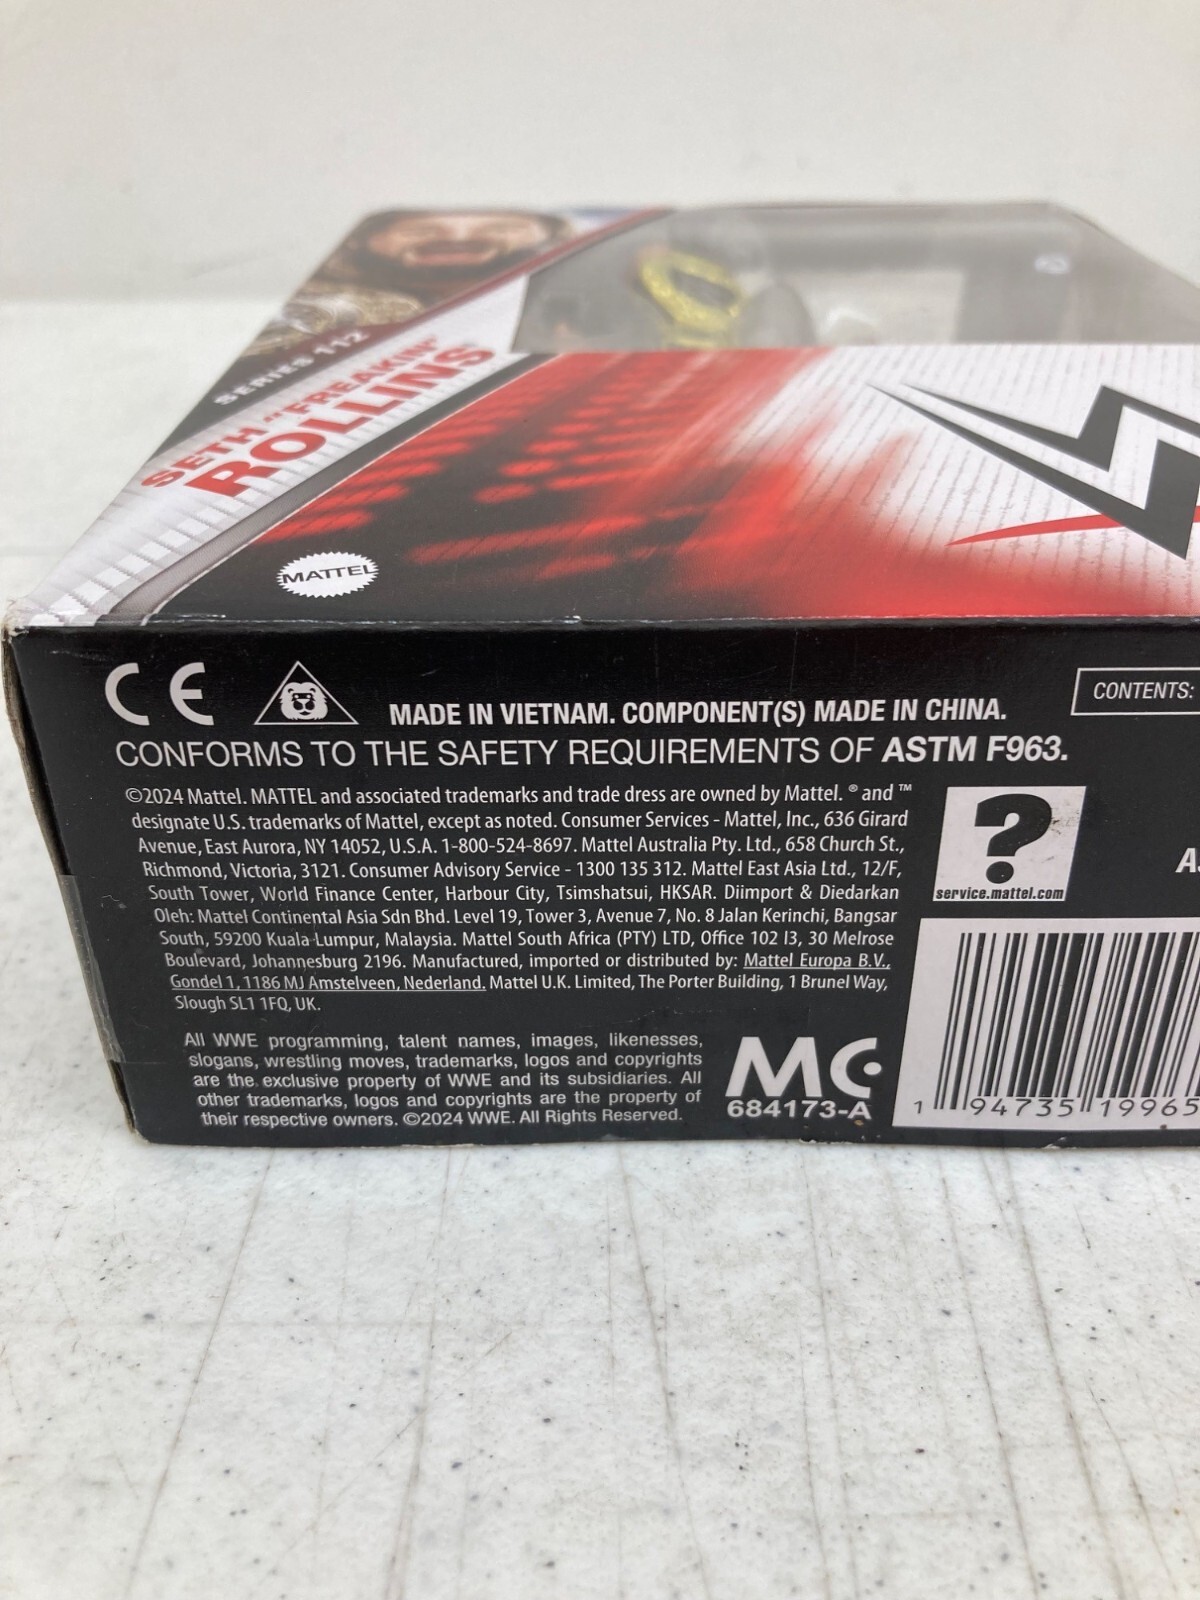 SERIES 112
SETH "FREAKIN"
ROLLINS
MATTEL
CE
MADE IN VIETNAM. COMPONENT(S) MADE IN CHINA.
CONTENTS:
CONFORMS TO THE SAFETY REQUIREMENTS OF ASTM F963.
©2024 Mattel. MATTEL and associated trademarks and trade dress are owned by Mattel. ® and ™
designate U.S. trademarks of Mattel, except as noted. Consumer Services - Mattel, Inc., 636 Girard
Avenue, East Aurora, NY 14052, U.S.A. 1-800-524-8697. Mattel Australia Pty. Ltd., 658 Church St.,
Richmond, Victoria, 3121. Consumer Advisory Service - 1300 135 312. Mattel East Asia Ltd., 12/F,
South Tower, World Finance Center, Harbour City, Tsimshatsui, HKSAR. Diimport & Diedarkan
Oleh: Mattel Continental Asia Sdn Bhd. Level 19, Tower 3, Avenue 7, No. 8 Jalan Kerinchi, Bangsar
South, 59200 Kuala Lumpur, Malaysia. Mattel South Africa (PTY) LTD, Office 102 I3, 30 Melrose
Boulevard, Johannesburg 2196. Manufactured, imported or distributed by: Mattel Europa B.V.,
Gondel 1, 1186 MJ Amstelveen, Nederland. Mattel U.K. Limited, The Porter Building, 1 Brunel Way,
Slough SL1 1FQ, UK.
?
service.mattel.com
All WWE programming, talent names, images, likenesses,
slogans, wrestling moves, trademarks, logos and copyrights
are the exclusive property of WWE and its subsidiaries. All
other trademarks, logos and copyrights are the property of
their respective owners. ©2024 WWE. All Rights Reserved.
MC
684173-A
1 94735 19965